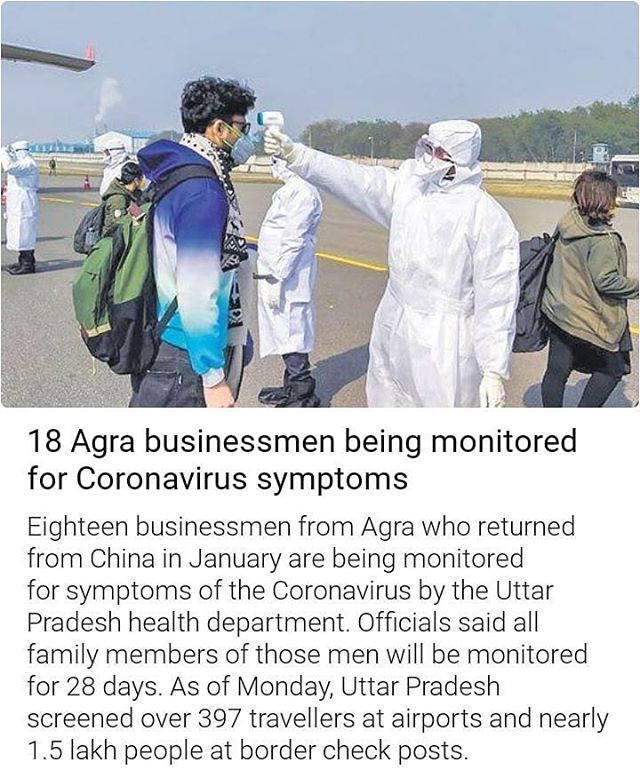 18 Agra businessmen being monitored
for Coronavirus symptoms
Eighteen businessmen from Agra who returned
from China in January are being monitored
for symptoms of the Coronavirus by the Uttar
Pradesh health department. Officials said all
family members of those men will be monitored
for 28 days. As of Monday, Uttar Pradesh
screened over 397 travellers at airports and nearly
1.5 lakh people at border check posts.